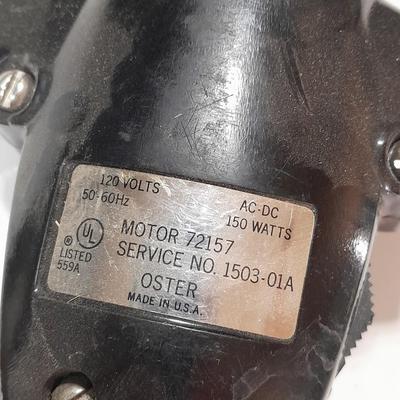 120 VOLTS AC-DC
50-60Hz 150 WATTS
UL
® LISTED
559A
MOTOR 72157
SERVICE NO. 1503-01A
OSTER
MADE IN U.S.A.